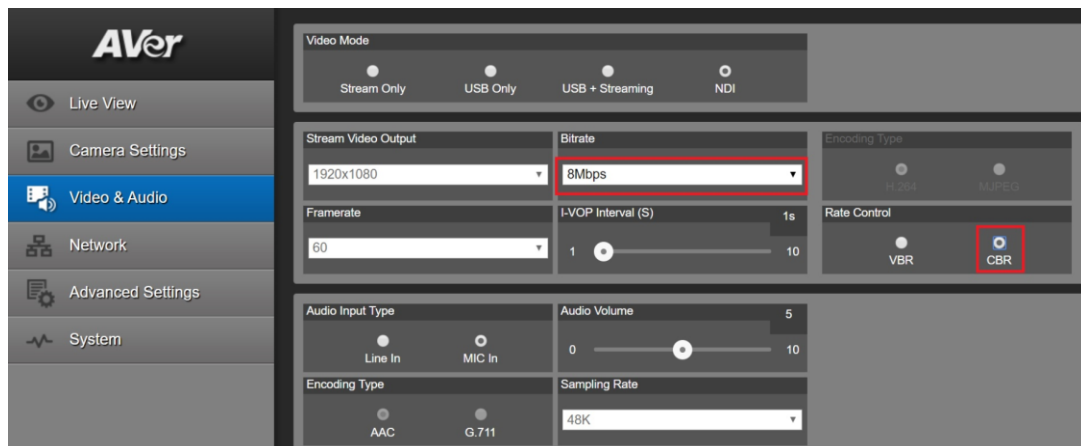 AVer
Live View
Camera Settings
Video & Audio
Network
Advanced Settings
System
Video Mode
Stream Only USB Only USB + Streaming NDI
Stream Video Output Bitrate Encoding Type
1920x1080 8Mbps H.264 MJPEG
Framerate I-VOP Interval (S) 1s Rate Control
60 1 10 VBR CBR
Audio Input Type Audio Volume 5
Line In MIC In 0 10
Encoding Type Sampling Rate
AAC G.711 48K